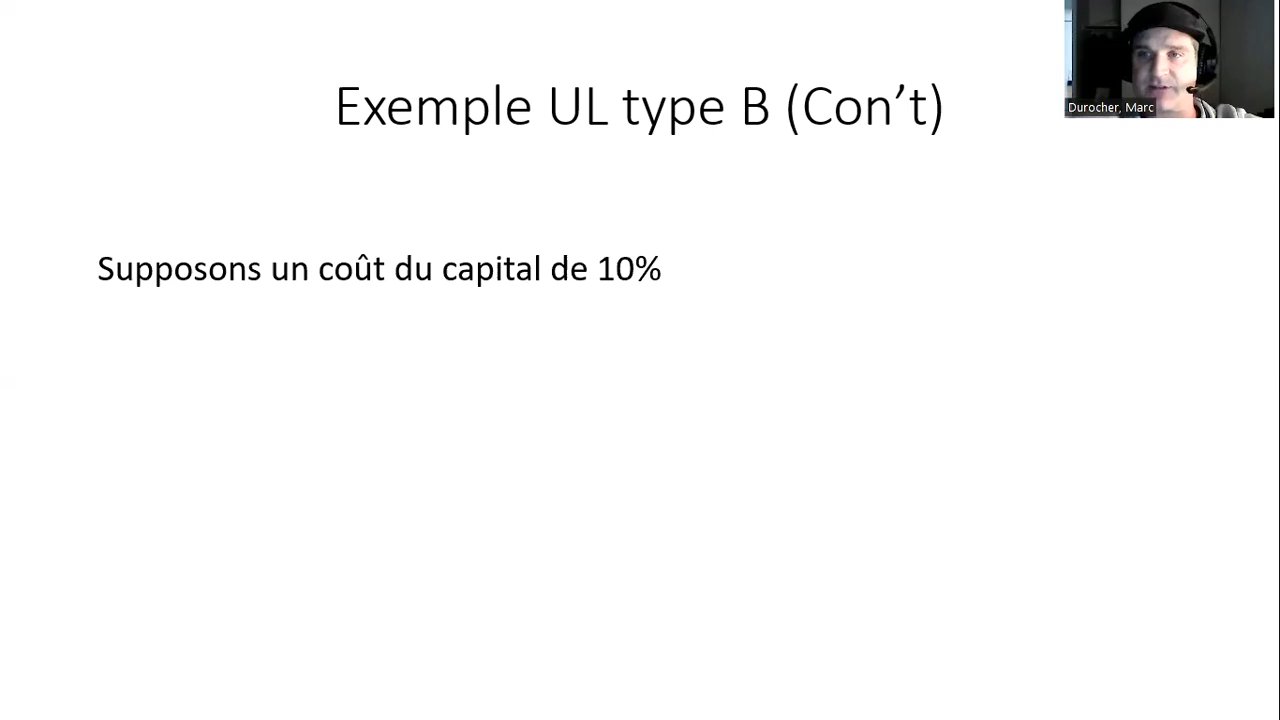 Exemple UL type B (Con’t)
Durocher, Marc
Supposons un coût du capital de 10%